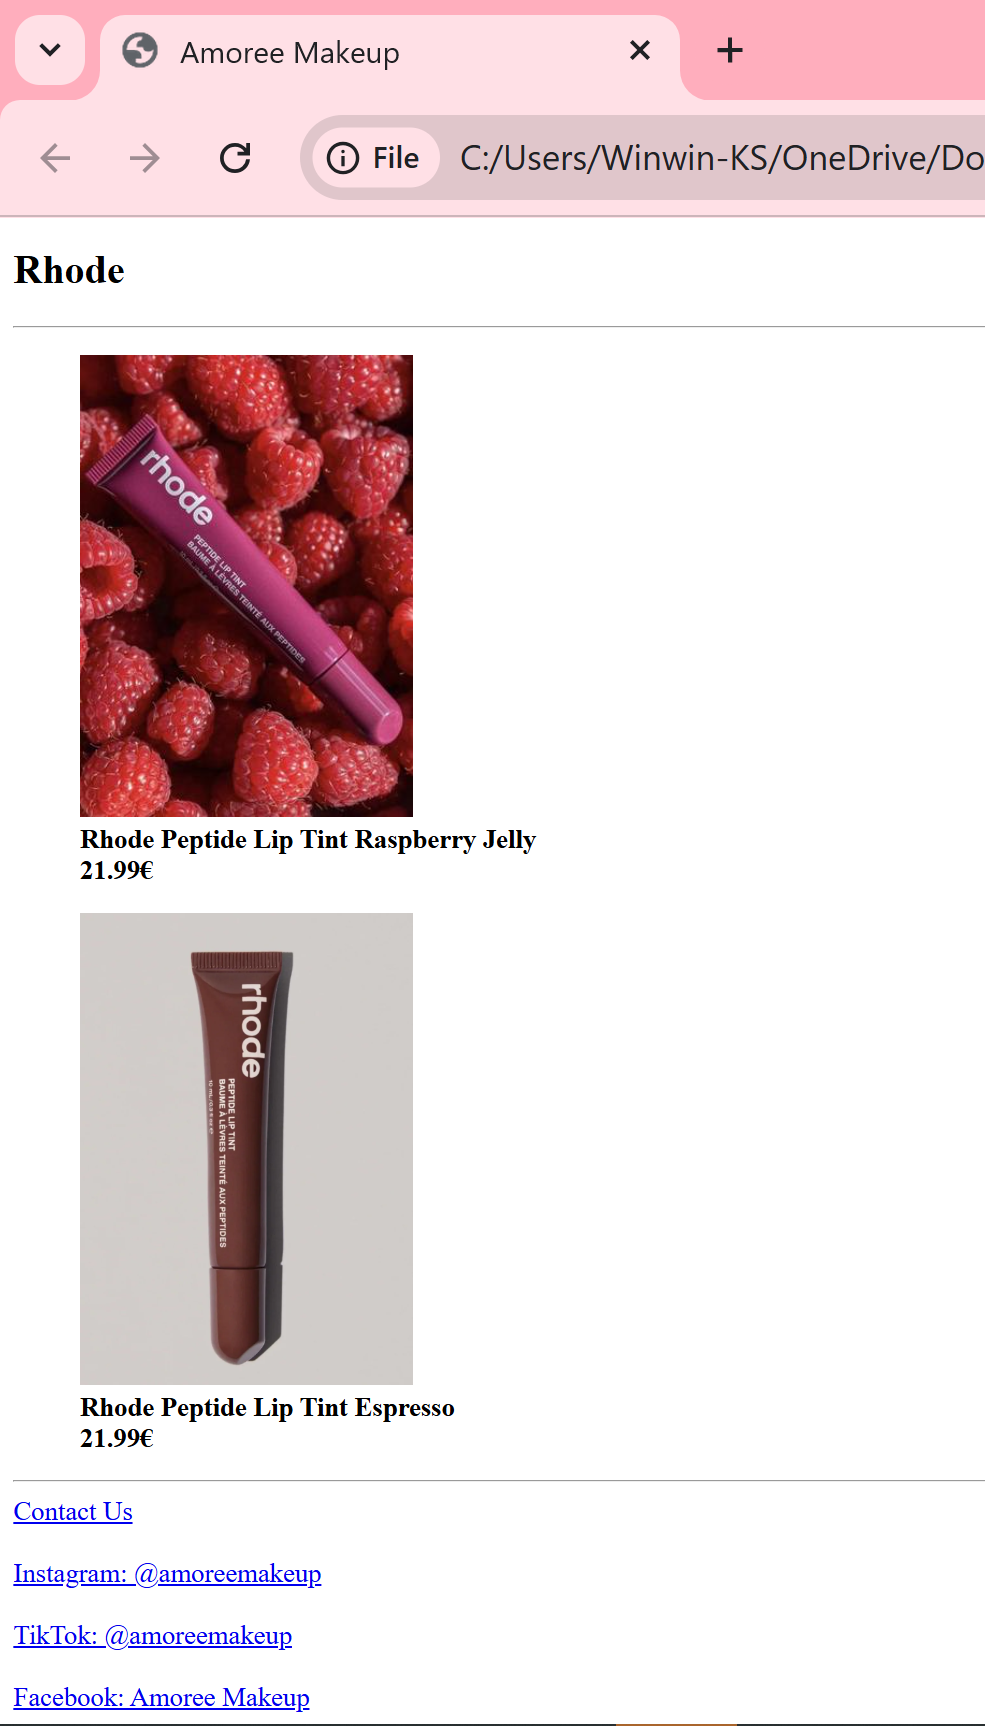 Amoree Makeup
File C:/Users/Winwin-KS/OneDrive/Do
Rhode
rhode
PEPTIDE LIP TINT
BAUME À LÈVRES TEINTÉ AUX PEPTIDES
Rhode Peptide Lip Tint Raspberry Jelly
21.99€
rhode
PEPTIDE LIP TINT
BAUME À LÈVRES TEINTÉ AUX PEPTIDES
Rhode Peptide Lip Tint Espresso
21.99€
Contact Us
Instagram: @amoreemakeup
TikTok: @amoreemakeup
Facebook: Amoree Makeup